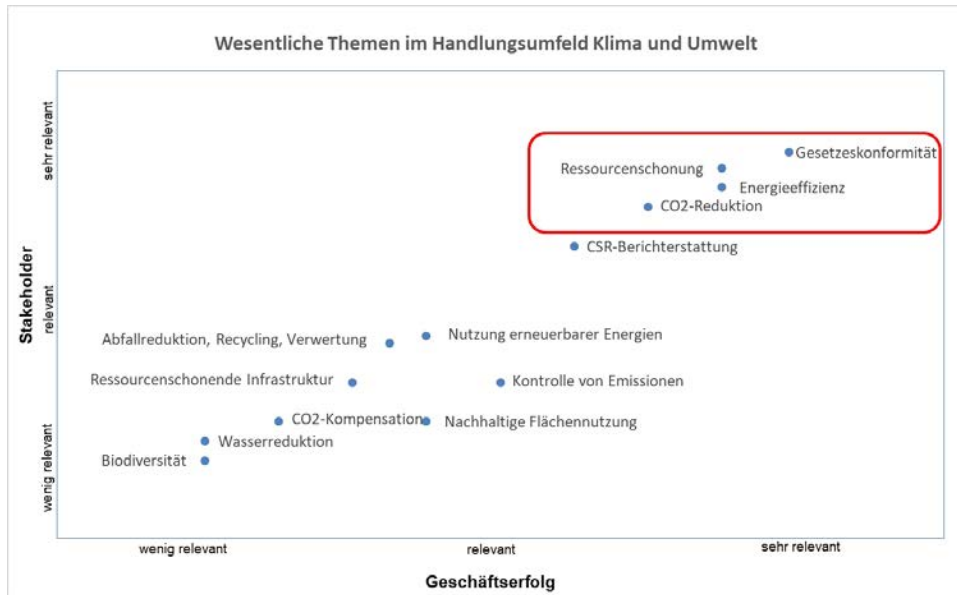 Wesentliche Themen im Handlungsumfeld Klima und Umwelt
sehr relevant
Gesetzeskonformität
Ressourcenschonung
Energieeffizienz
CO2-Reduktion
CSR-Berichterstattung
Stakeholder
relevant
Nutzung erneuerbarer Energien
Abfallreduktion, Recycling, Verwertung
Ressourcenschonende Infrastruktur
Kontrolle von Emissionen
CO2-Kompensation
Nachhaltige Flächennutzung
wenig relevant
Wasserreduktion
Biodiversität
wenig relevant
relevant
sehr relevant
Geschäftserfolg